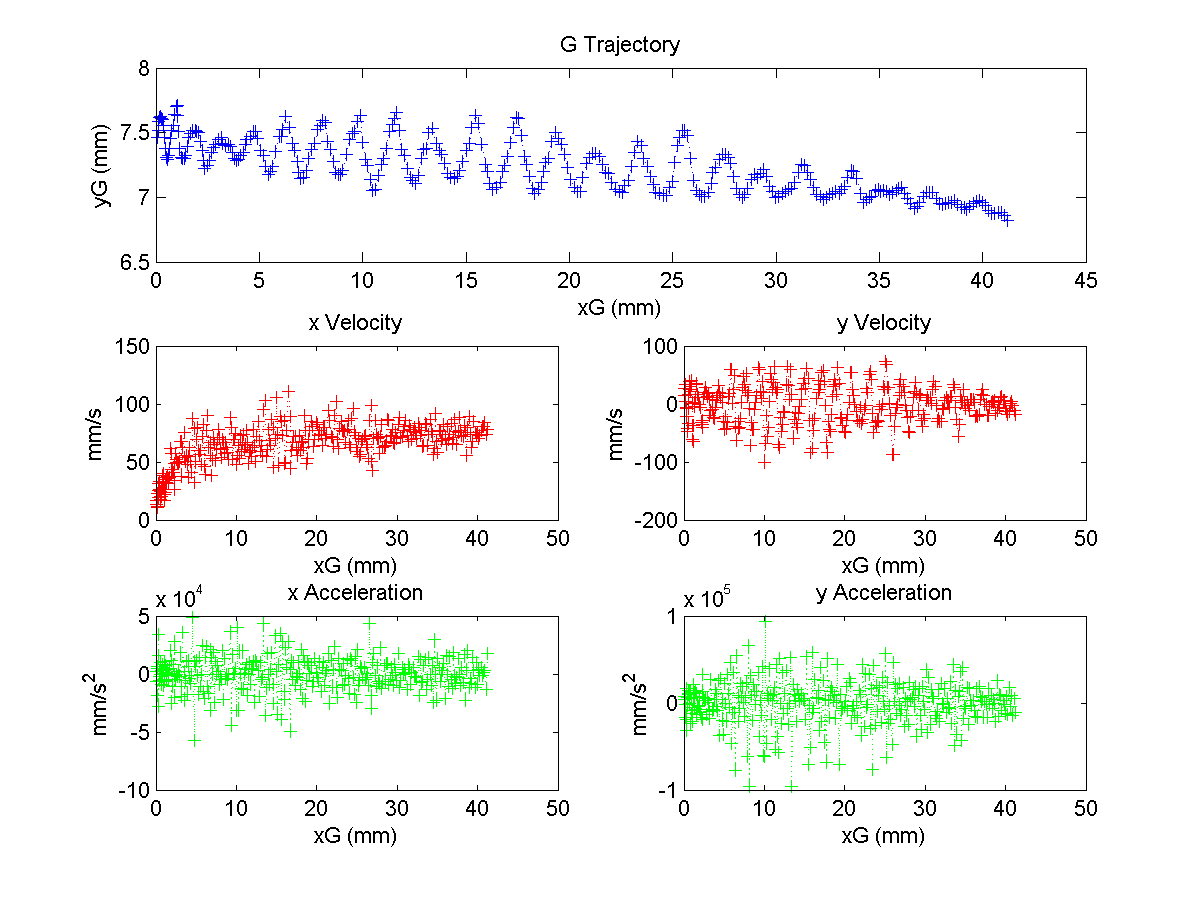 G Trajectory
8
7.5
7
6.5
yG (mm)
0 5 10 15 20 25 30 35 40 45
xG (mm)
x Velocity
150
100
50
0
mm/s
0 10 20 30 40 50
xG (mm)
y Velocity
100
0
-100
-200
mm/s
0 10 20 30 40 50
xG (mm)
x Acceleration
x 10^4
5
0
-5
-10
mm/s^2
0 10 20 30 40 50
xG (mm)
y Acceleration
x 10^5
1
0
-1
mm/s^2
0 10 20 30 40 50
xG (mm)